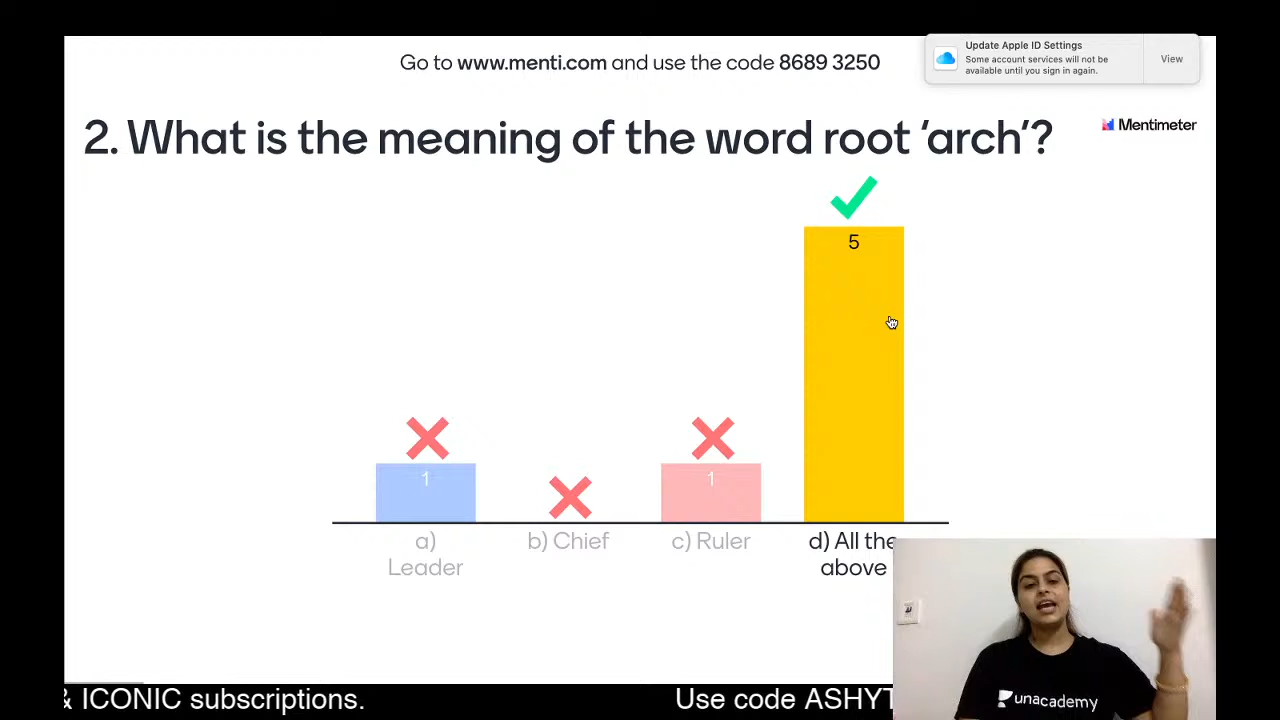 Go to www.menti.com and use the code 8689 3250
Update Apple ID Settings
Some account services will not be
available until you sign in again.
View
2. What is the meaning of the word root ‘arch’?
Mentimeter
5
1
1
a)
Leader
b) Chief
c) Ruler
d) All the
above
unacademy
& ICONIC subscriptions.
Use code ASHYT